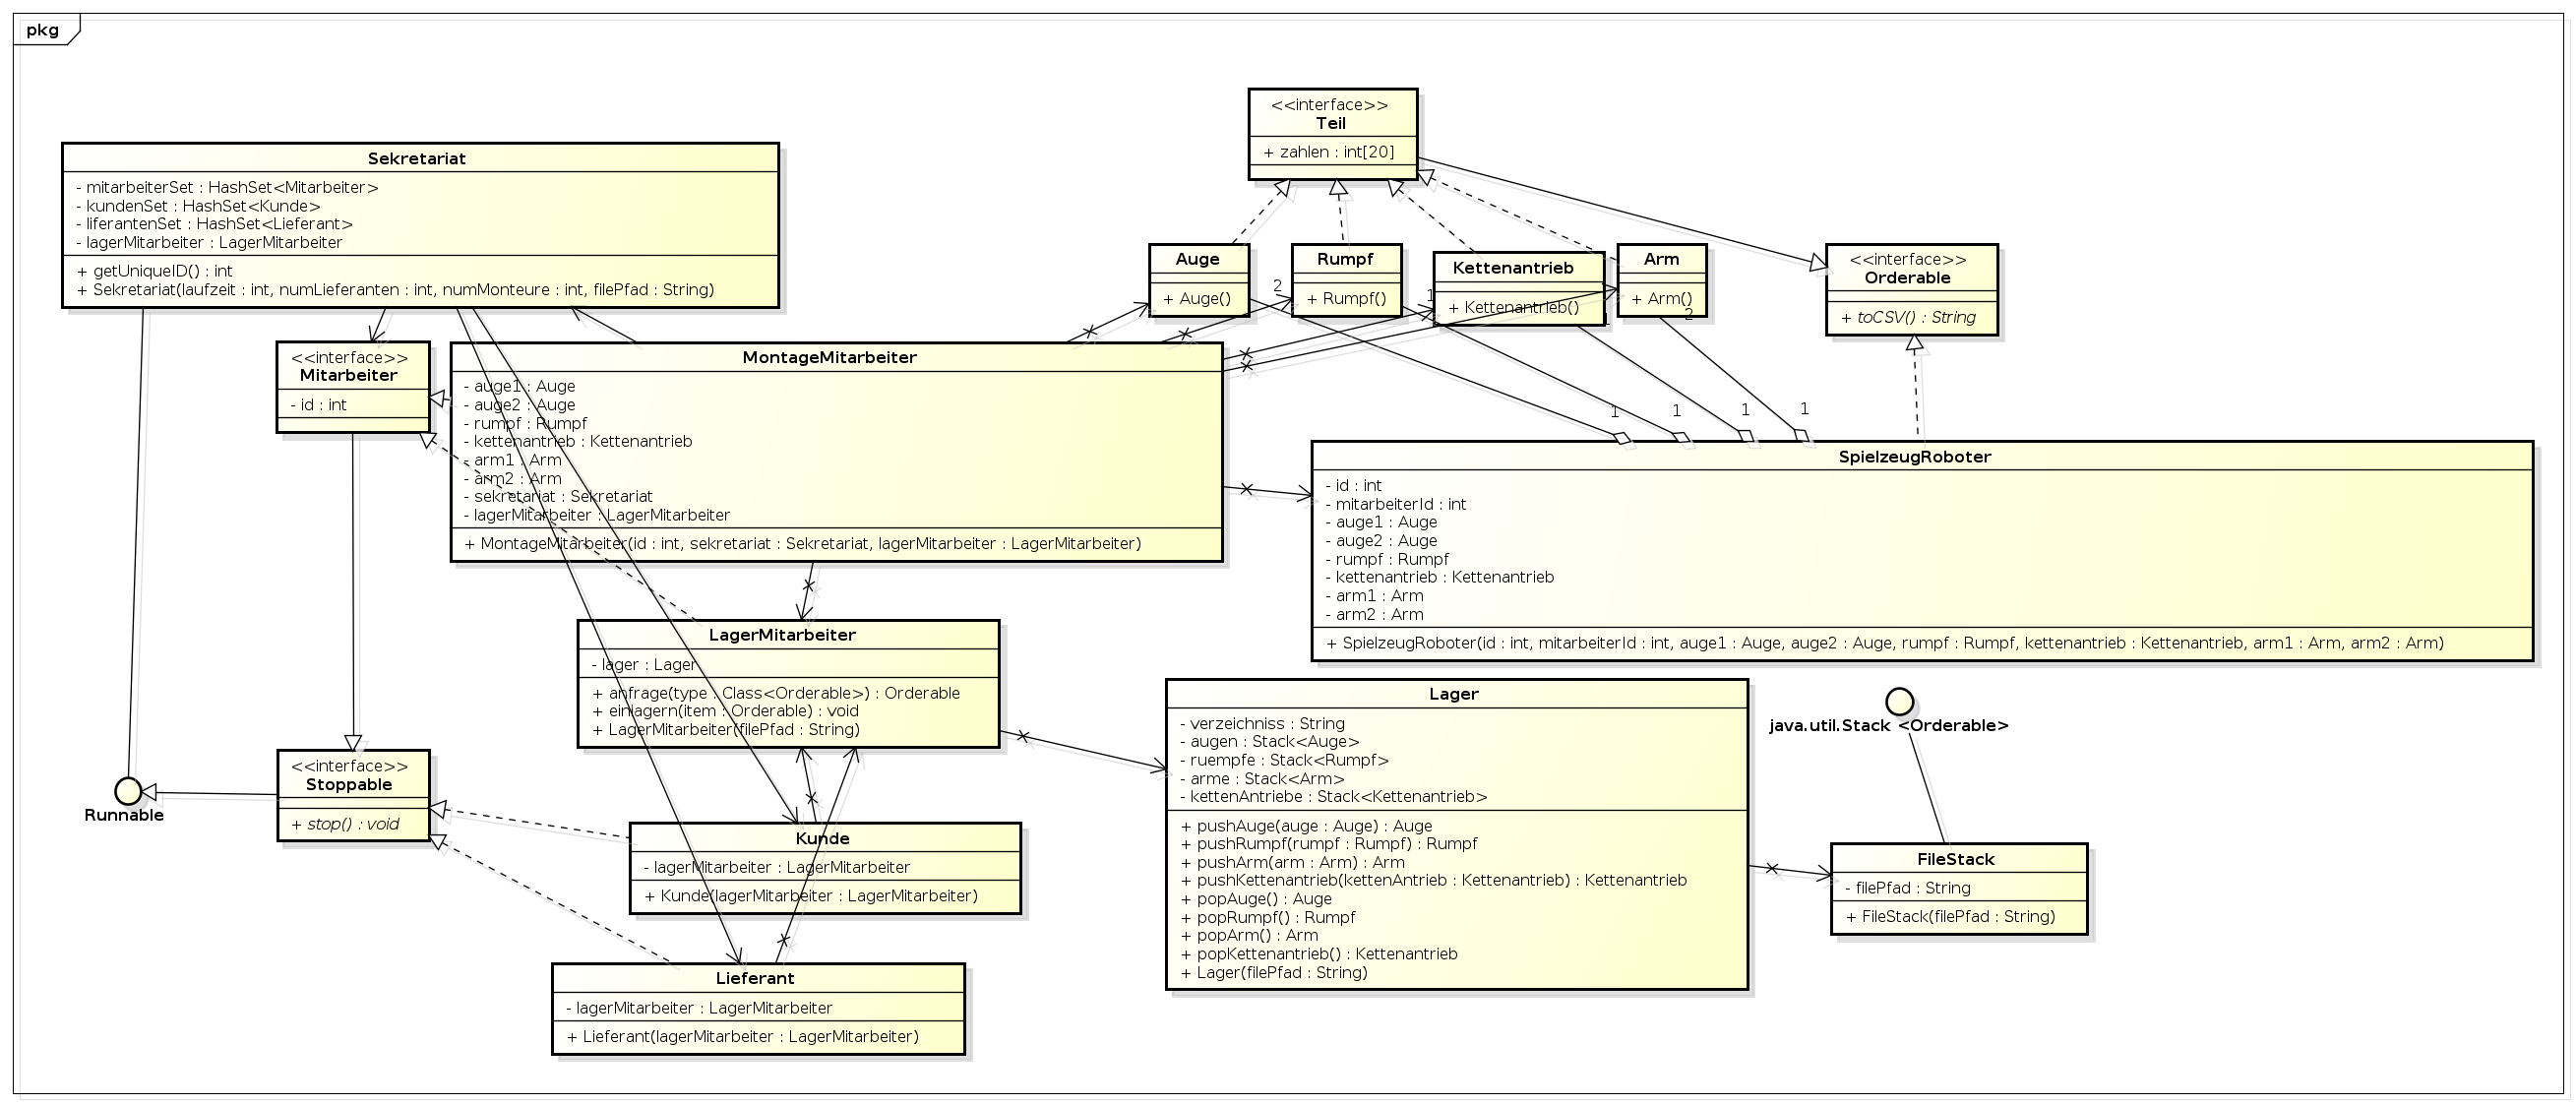 pkg
<<interface>>
Teil
+ zahlen : int[20]
Sekretariat
- mitarbeiterSet : HashSet<Mitarbeiter>
- kundenSet : HashSet<Kunde>
- liferantenSet : HashSet<Lieferant>
- lagerMitarbeiter : LagerMitarbeiter
+ getUniqueID() : int
+ Sekretariat(laufzeit : int, numLieferanten : int, numMonteure : int, filePfad : String)
Auge
+ Auge()
Rumpf
+ Rumpf()
Kettenantrieb
+ Kettenantrieb()
Arm
+ Arm()
<<interface>>
Orderable
+ toCSV() : String
2
1
1
2
<<interface>>
Mitarbeiter
- id : int
MontageMitarbeiter
- auge1 : Auge
- auge2 : Auge
- rumpf : Rumpf
- kettenantrieb : Kettenantrieb
- arm1 : Arm
- arm2 : Arm
- sekretariat : Sekretariat
- lagerMitarbeiter : LagerMitarbeiter
+ MontageMitarbeiter(id : int, sekretariat : Sekretariat, lagerMitarbeiter : LagerMitarbeiter)
1
1
1
1
SpielzeugRoboter
- id : int
- mitarbeiterId : int
- auge1 : Auge
- auge2 : Auge
- rumpf : Rumpf
- kettenantrieb : Kettenantrieb
- arm1 : Arm
- arm2 : Arm
+ SpielzeugRoboter(id : int, mitarbeiterId : int, auge1 : Auge, auge2 : Auge, rumpf : Rumpf, kettenantrieb : Kettenantrieb, arm1 : Arm, arm2 : Arm)
LagerMitarbeiter
- lager : Lager
+ anfrage(type : Class<Orderable>) : Orderable
+ einlagern(item : Orderable) : void
+ LagerMitarbeiter(filePfad : String)
Lager
- verzeichniss : String
- augen : Stack<Auge>
- ruempfe : Stack<Rumpf>
- arme : Stack<Arm>
- kettenAntriebe : Stack<Kettenantrieb>
+ pushAuge(auge : Auge) : Auge
+ pushRumpf(rumpf : Rumpf) : Rumpf
+ pushArm(arm : Arm) : Arm
+ pushKettenantrieb(kettenAntrieb : Kettenantrieb) : Kettenantrieb
+ popAuge() : Auge
+ popRumpf() : Rumpf
+ popArm() : Arm
+ popKettenantrieb() : Kettenantrieb
+ Lager(filePfad : String)
java.util.Stack <Orderable>
Runnable
<<interface>>
Stoppable
+ stop() : void
Kunde
- lagerMitarbeiter : LagerMitarbeiter
+ Kunde(lagerMitarbeiter : LagerMitarbeiter)
FileStack
- filePfad : String
+ FileStack(filePfad : String)
Lieferant
- lagerMitarbeiter : LagerMitarbeiter
+ Lieferant(lagerMitarbeiter : LagerMitarbeiter)